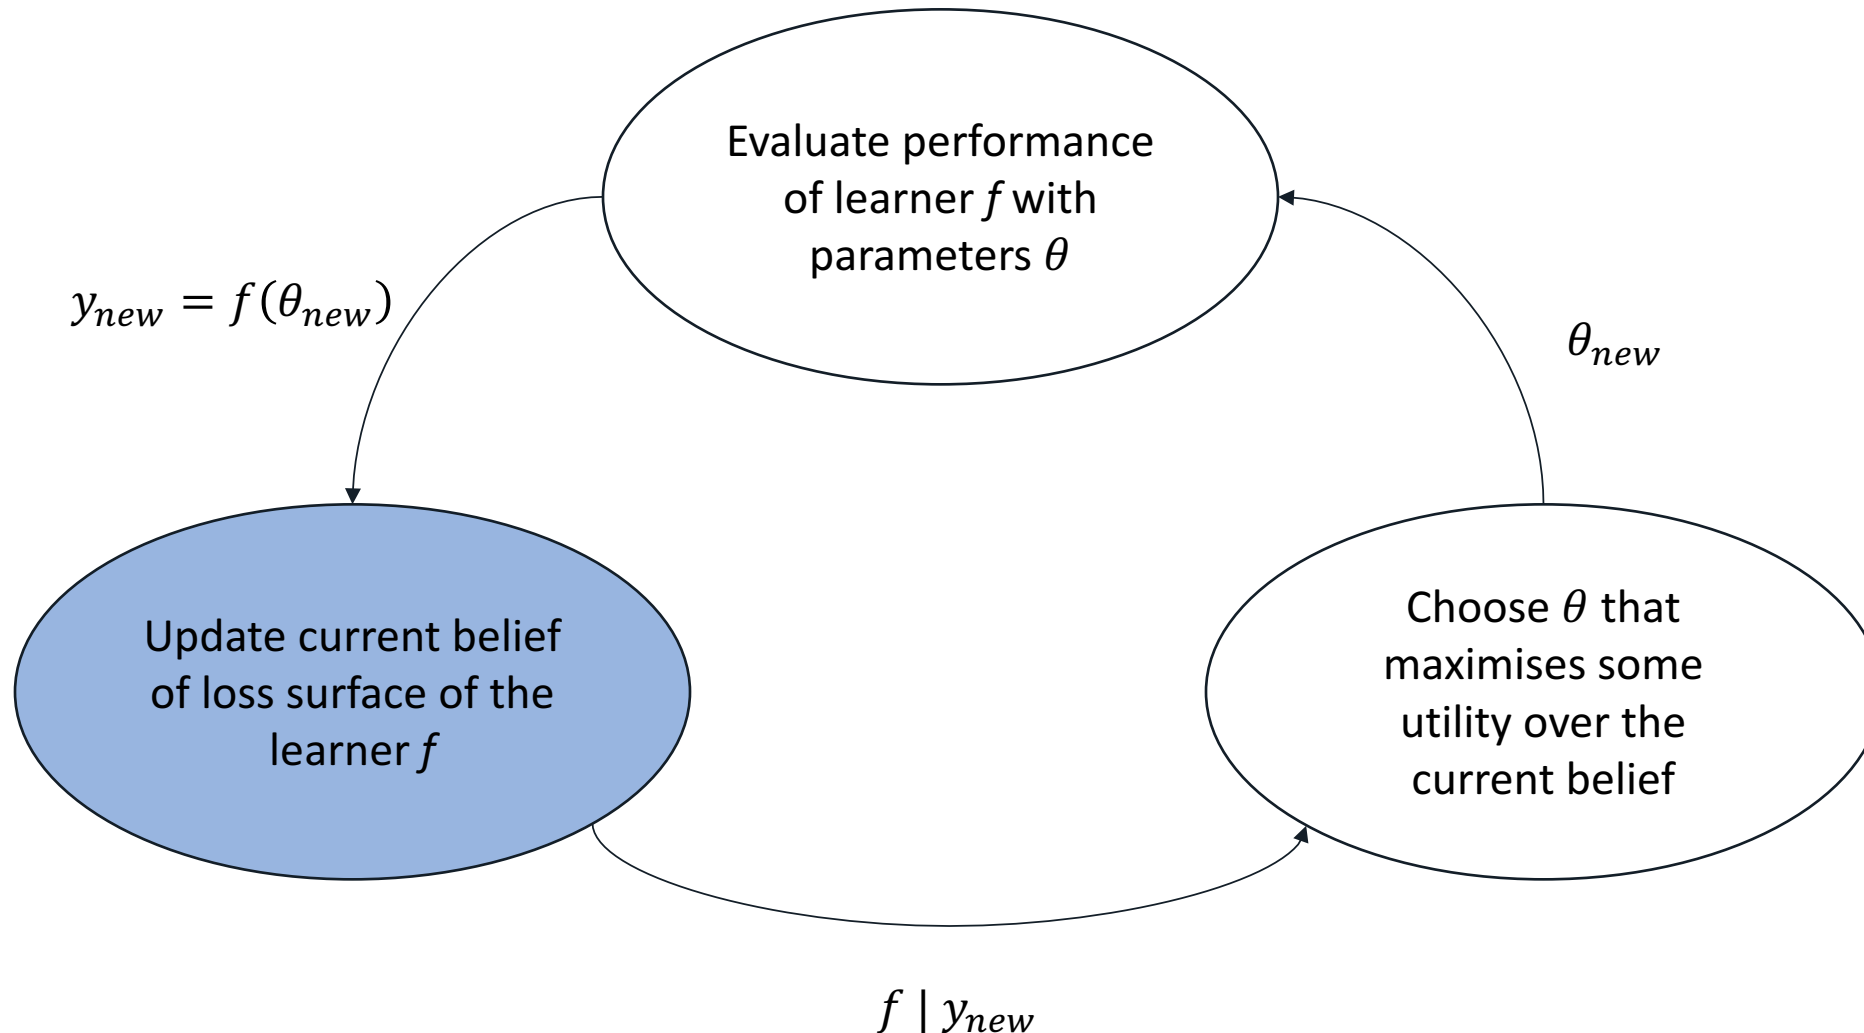 Evaluate performance
of learner f with
parameters θ
y_new = f(θ_new)
θ_new
Update current belief
of loss surface of the
learner f
Choose θ that
maximises some
utility over the
current belief
f | y_new